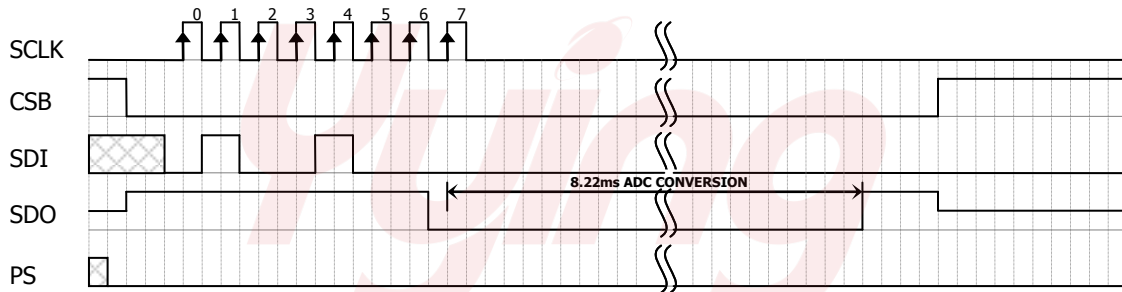 0 1 2 3 4 5 6 7
SCLK
CSB
SDI
8.22ms ADC CONVERSION
SDO
PS
Yying